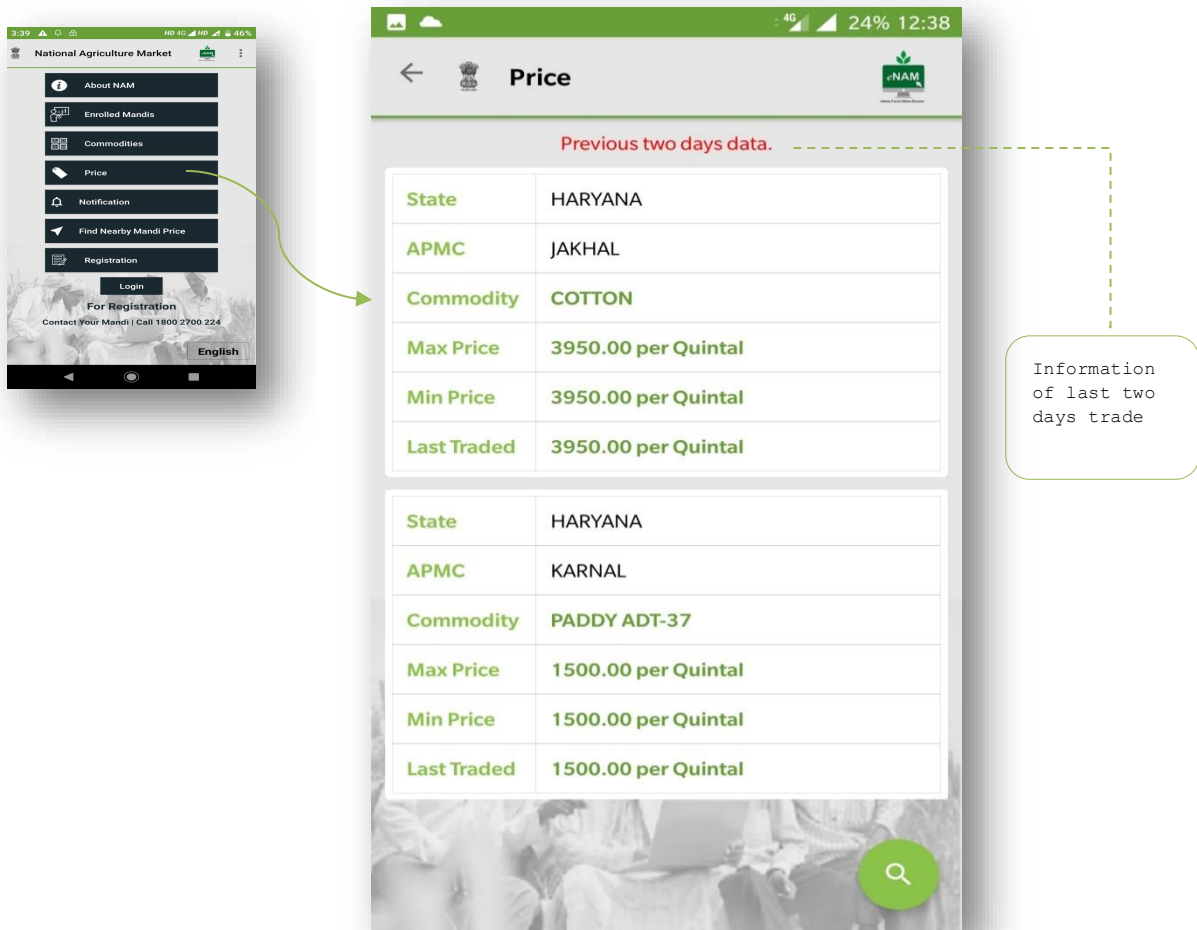 3:39 HD 4G HD 46%
National Agriculture Market
eNAM
About NAM
Enrolled Mandis
Commodities
Price
Notification
Find Nearby Mandi Price
Registration
Login
For Registration
Contact Your Mandi | Call 1800 2700 224
English
4G 24% 12:38
Price
eNAM
Previous two days data.
State HARYANA
APMC JAKHAL
Commodity COTTON
Max Price 3950.00 per Quintal
Min Price 3950.00 per Quintal
Last Traded 3950.00 per Quintal
State HARYANA
APMC KARNAL
Commodity PADDY ADT-37
Max Price 1500.00 per Quintal
Min Price 1500.00 per Quintal
Last Traded 1500.00 per Quintal
Information
of last two
days trade